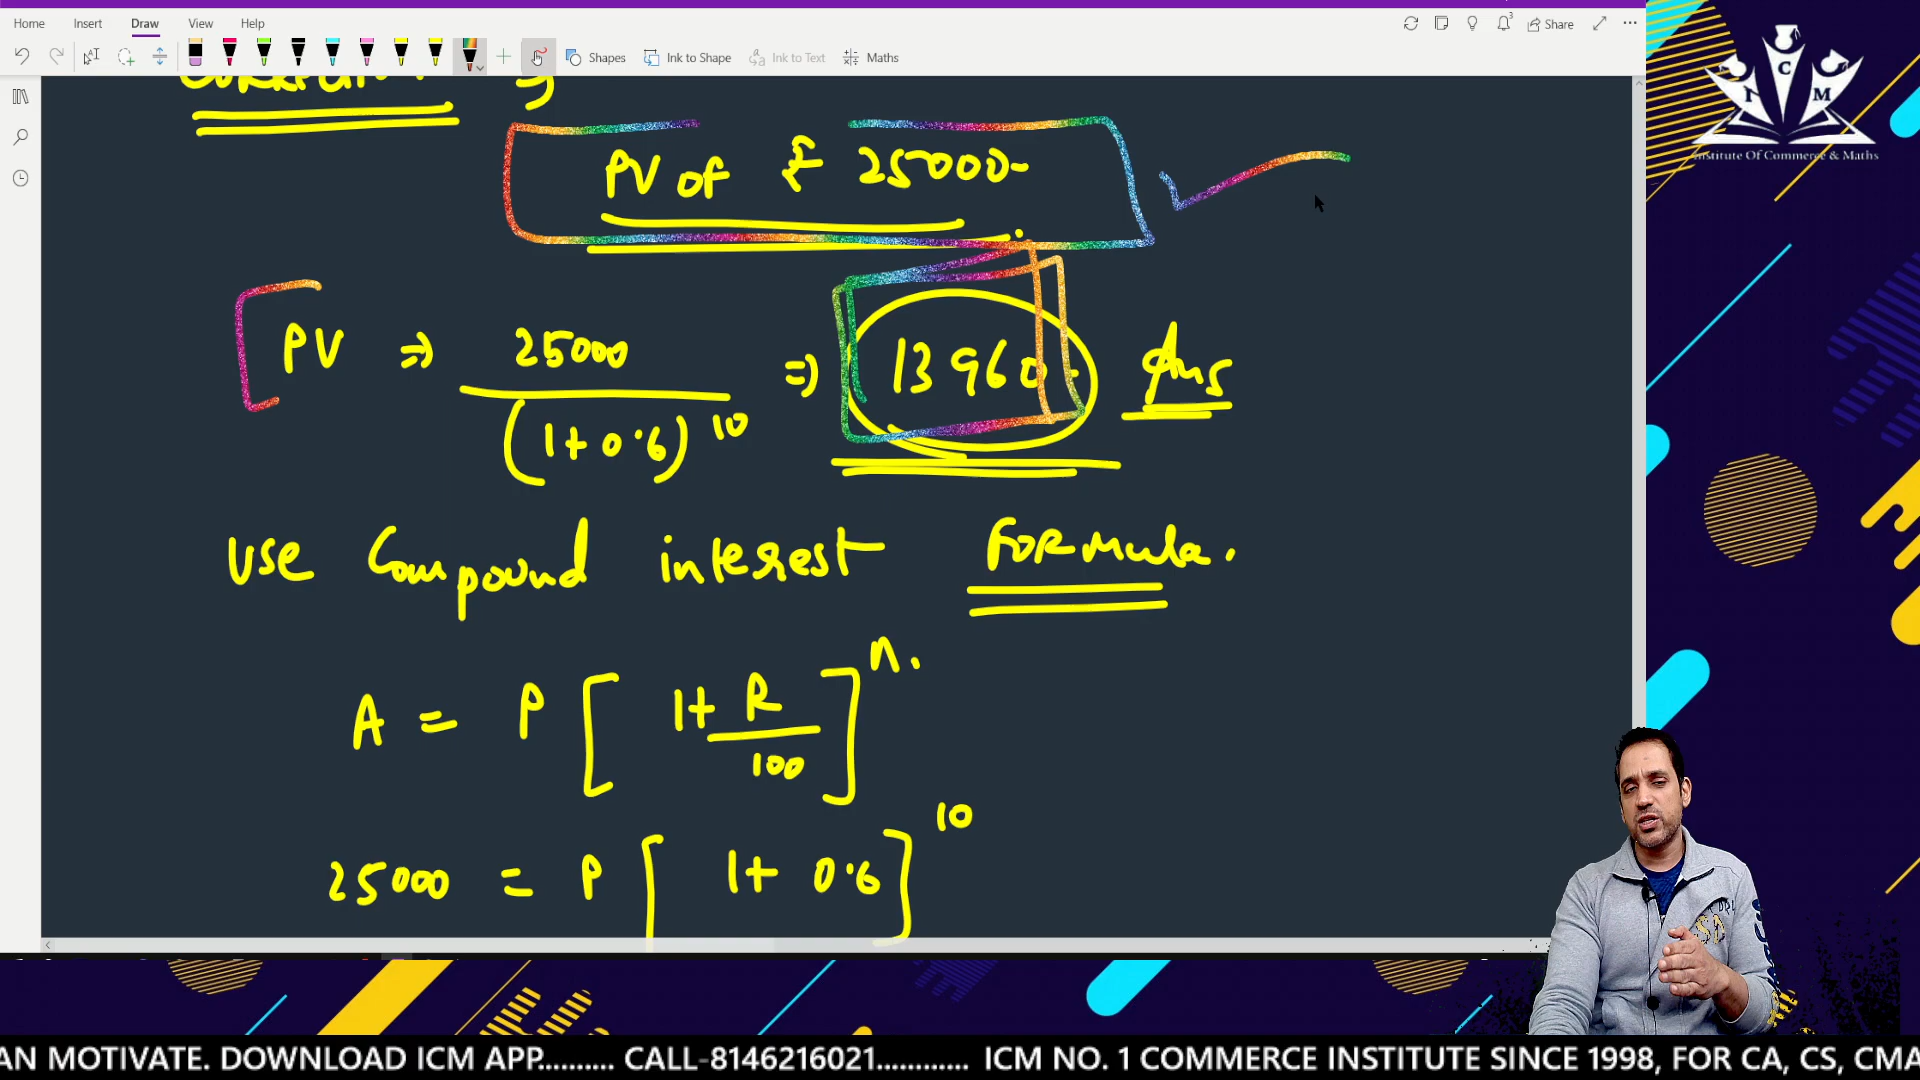 Home Insert Draw View Help
3 Share
Shapes Ink to Shape Ink to Text Maths
PV of ₹ 25000-
PV ⇒ 25000 ⇒ 13960- Ans
(1+0.6)10
Use Compound interest Formula.
A = P [ 1+ R ] n.
100
25000 = P [ 1+ 0.6 ] 10
I C M
Institute Of Commerce & Maths
AN MOTIVATE. DOWNLOAD ICM APP.......... CALL-8146216021............ ICM NO. 1 COMMERCE INSTITUTE SINCE 1998, FOR CA, CS, CMA